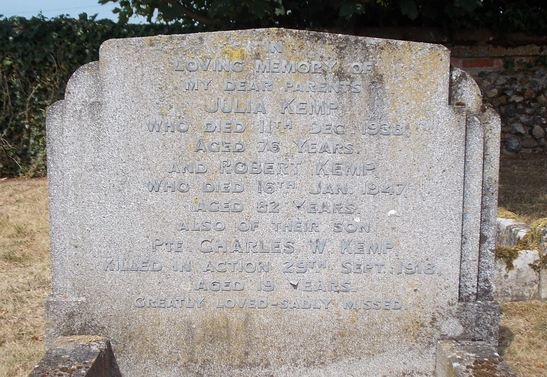 IN
LOVING MEMORY OF
MY DEAR PARENTS
JULIA KEMP
WHO DIED 11TH DEC. 1938
AGED 76 YEARS.
AND ROBERT KEMP
WHO DIED 16TH JAN. 1947
AGED 82 YEARS.
ALSO OF THEIR SON
PTE CHARLES W. KEMP
KILLED IN ACTION 29TH SEPT. 1918.
AGED 19 YEARS.
GREATLY LOVED-SADLY MISSED